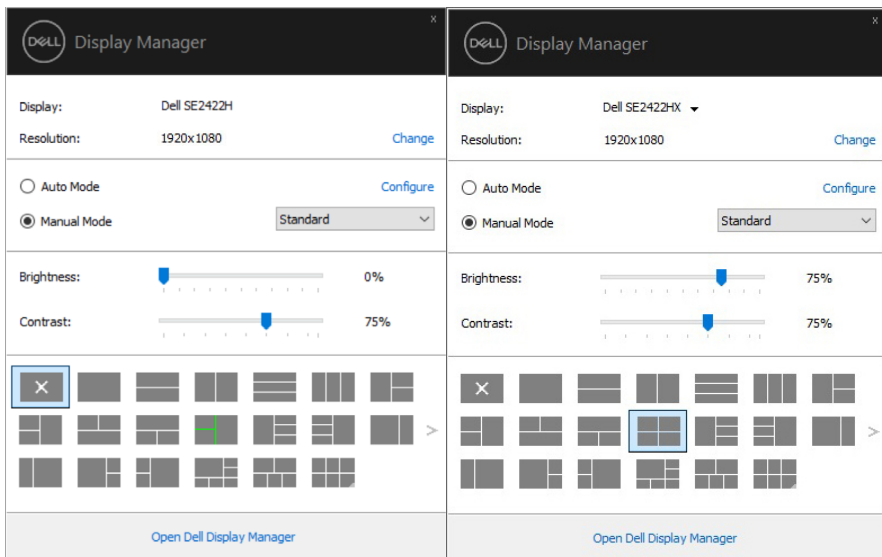 x
DELL Display Manager
Display: Dell SE2422H
Resolution: 1920x1080 Change
Auto Mode Configure
Manual Mode Standard
Brightness: 0%
Contrast: 75%
Open Dell Display Manager
x
DELL Display Manager
Display: Dell SE2422HX
Resolution: 1920x1080 Change
Auto Mode Configure
Manual Mode Standard
Brightness: 75%
Contrast: 75%
Open Dell Display Manager